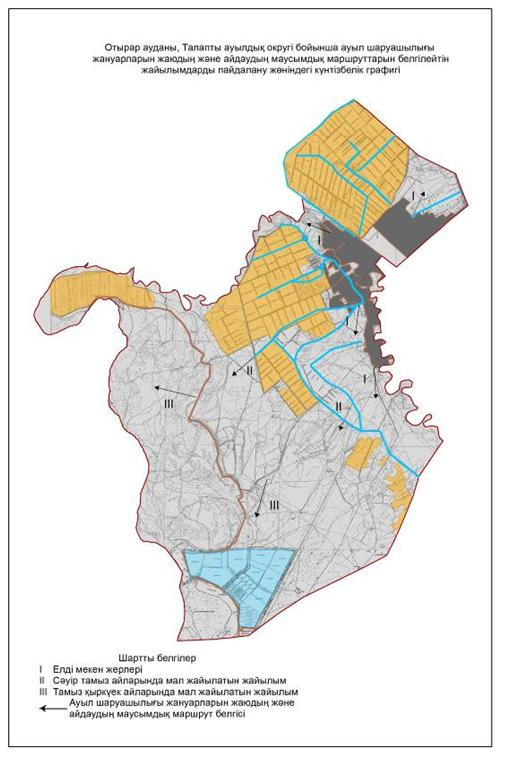 Отырар ауданы, Талапты ауылдық округі бойынша ауыл шаруашылығы
жануарларын жаюдың және айдаудың маусымдық маршруттарын белгілейтін
жайылымдарды пайдалану жөніндегі күнтізбелік графигі
I
I
I
II
I
III
II
III
Шартты белгілер
I Елді мекен жерлері
II Сәуір тамыз айларында мал жайылатын жайылым
III Тамыз қыркүек айларында мал жайылатын жайылым
Ауыл шаруашылығы жануарларын жаюдың және
айдаудың маусымдық маршрут белгісі